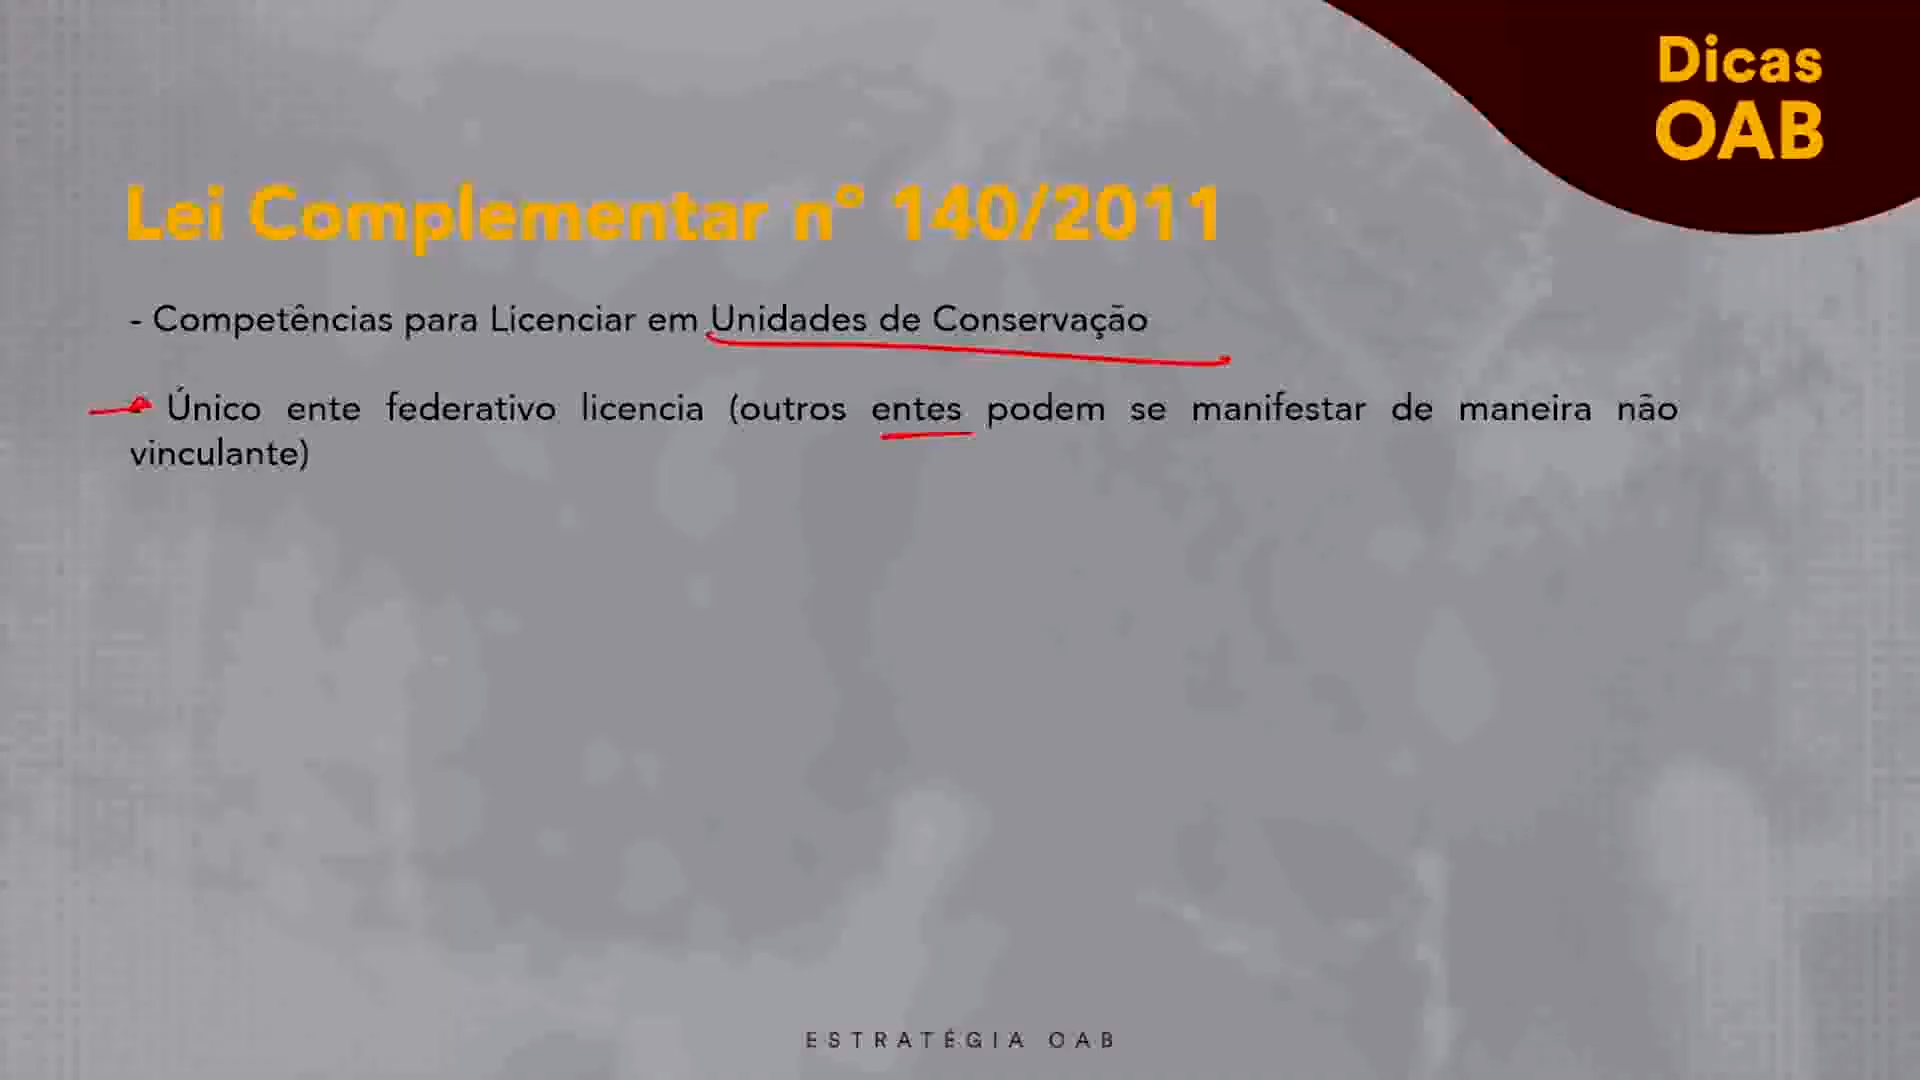 Dicas
OAB
Lei Complementar nº 140/2011
- Competências para Licenciar em Unidades de Conservação
Único ente federativo licencia (outros entes podem se manifestar de maneira não
vinculante)
ESTRATÉGIA OAB